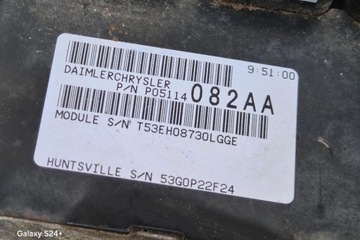 9:51:00
DAIMLERCHRYSLER
P/N P05114082AA
MODULE S/N T53EH08730LGGE
HUNTSVILLE S/N 53G0P22F24
Galaxy S24+